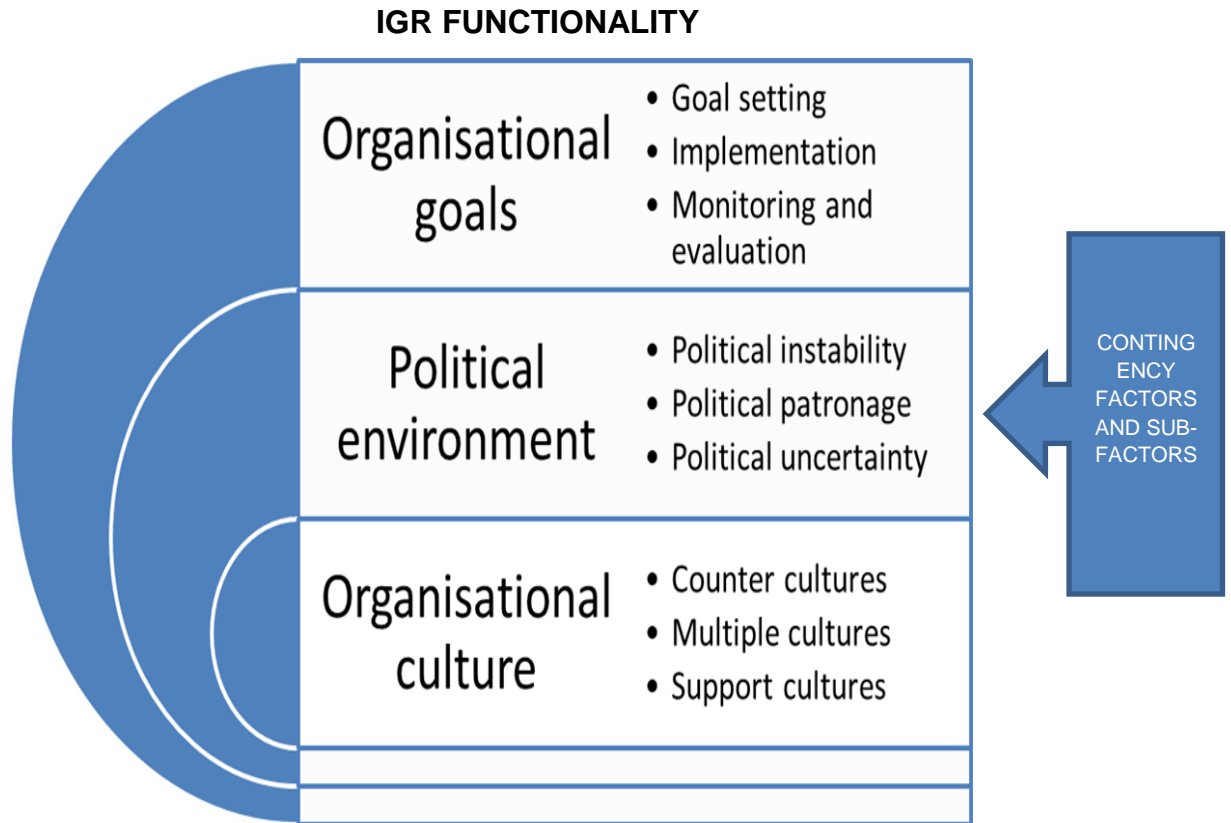 IGR FUNCTIONALITY
Organisational
goals
• Goal setting
• Implementation
• Monitoring and
evaluation
Political
environment
• Political instability
• Political patronage
• Political uncertainty
Organisational
culture
• Counter cultures
• Multiple cultures
• Support cultures
CONTING
ENCY
FACTORS
AND SUB-
FACTORS